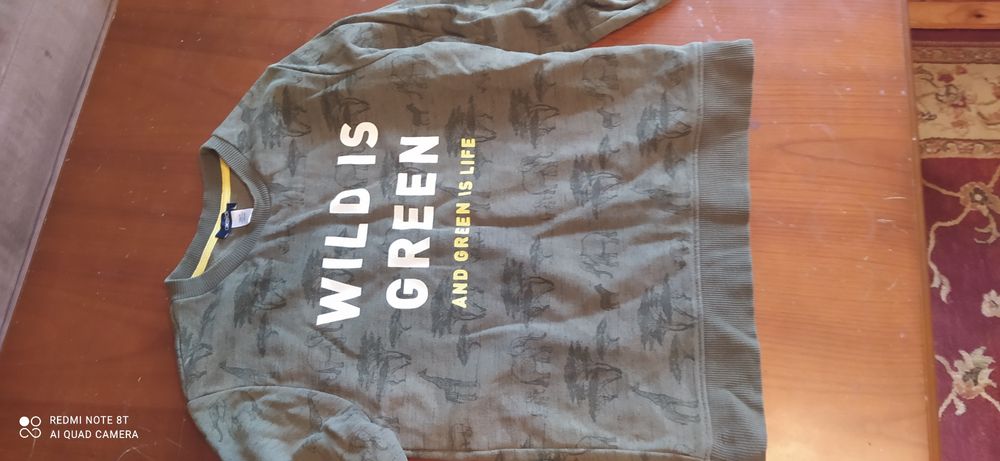 WILD IS
GREEN
AND GREEN IS LIFE
REDMI NOTE 8T
AI QUAD CAMERA